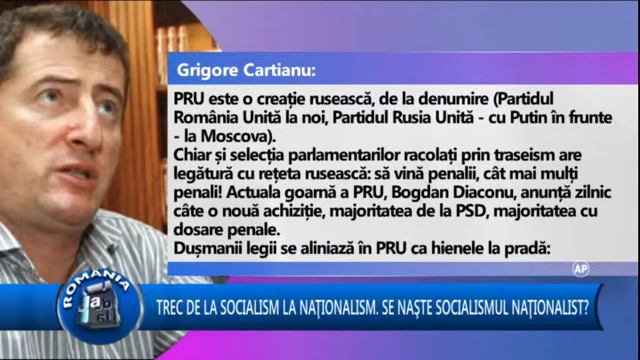 Grigore Cartianu:
PRU este o creație rusească, de la denumire (Partidul
România Unită la noi, Partidul Rusia Unită - cu Putin în frunte
- la Moscova).
Chiar și selecția parlamentarilor racolați prin traseism are
legătură cu rețeta rusească: să vină penalii, cât mai mulți
penali! Actuala goarnă a PRU, Bogdan Diaconu, anunță zilnic
câte o nouă achiziție, majoritatea de la PSD, majoritatea cu
dosare penale.
Dușmanii legii se aliniază în PRU ca hienele la pradă:
AP
ROMANIA
TREC DE LA SOCIALISM LA NAȚIONALISM. SE NAȘTE SOCIALISMUL NAȚIONALIST?